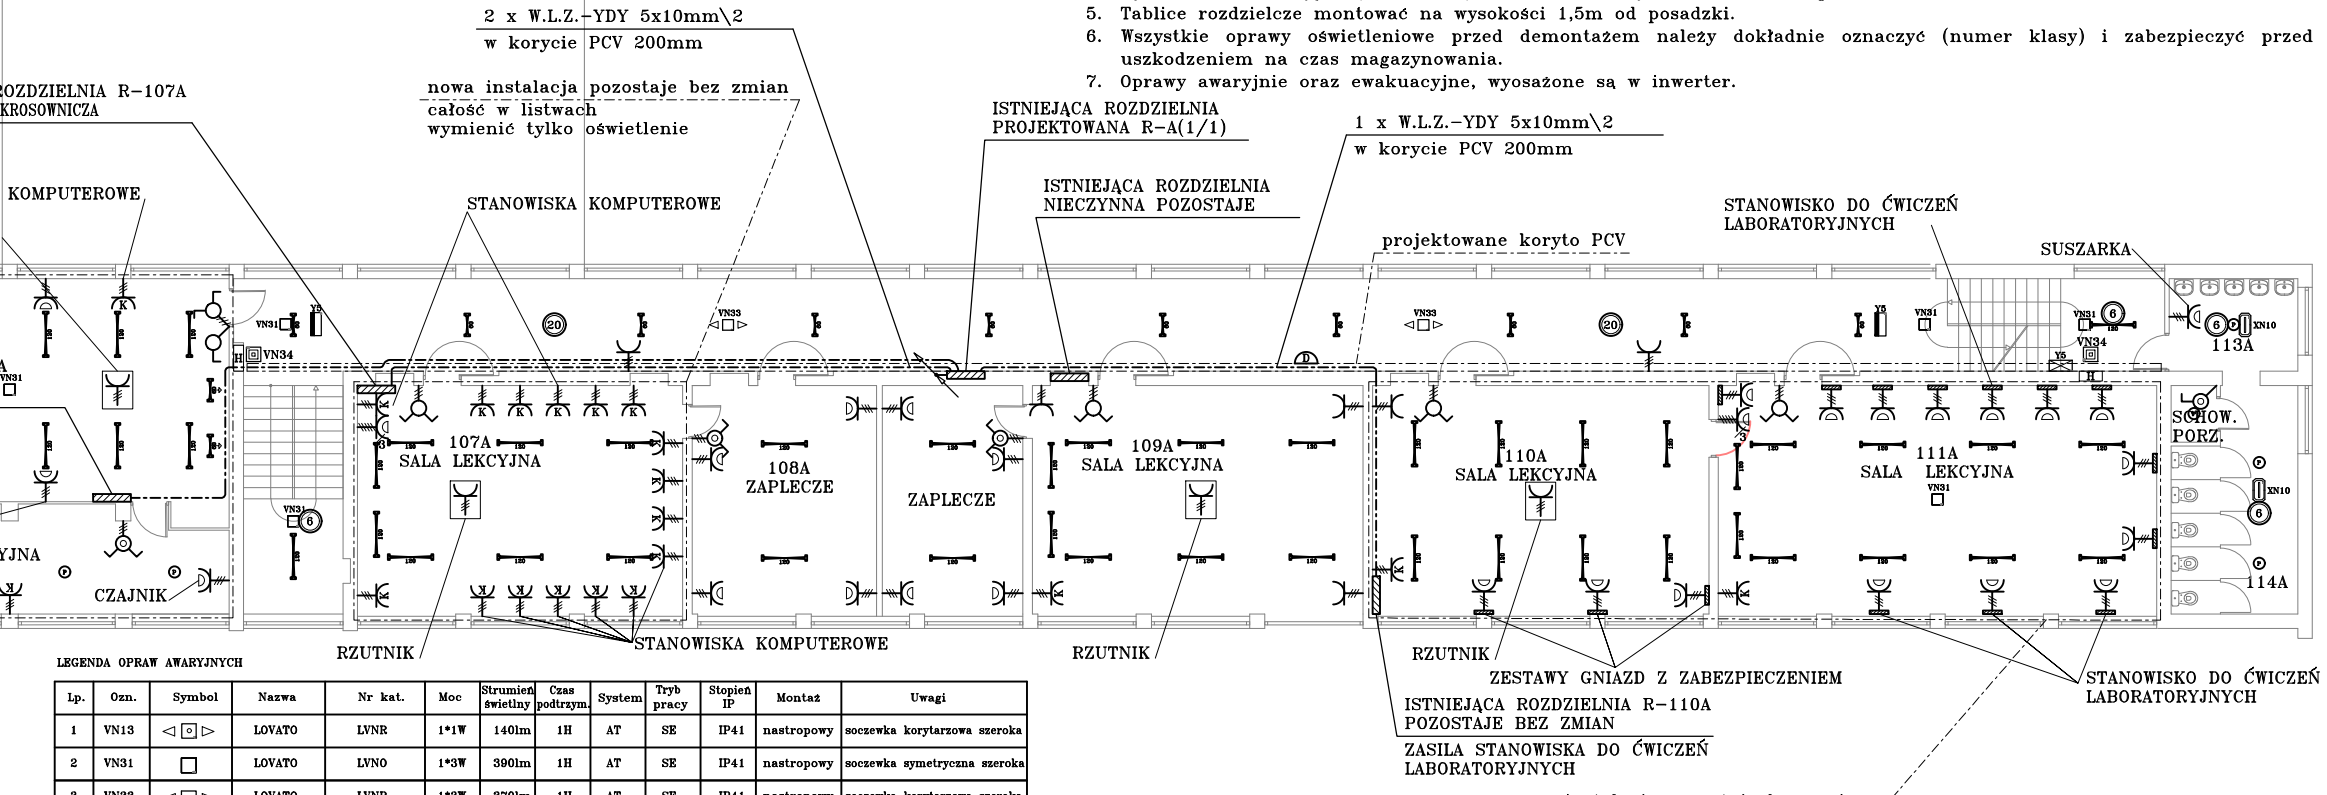 2 x W.L.Z.-YDY 5x10mm\2
w korycie PCV 200mm
5. Tablice rozdzielcze montować na wysokości 1,5m od posadzki.
6. Wszystkie oprawy oświetleniowe przed demontażem należy dokładnie oznaczyć (numer klasy) i zabezpieczyć przed
uszkodzeniem na czas magazynowania.
7. Oprawy awaryjnie oraz ewakuacyjne, wyosażone są w inwerter.
OZDZIELNIA R-107A
KROSOWNICZA
nowa instalacja pozostaje bez zmian
całość w listwach
wymienić tylko oświetlenie
ISTNIEJĄCA ROZDZIELNIA
PROJEKTOWANA R-A(1/1)
1 x W.L.Z.-YDY 5x10mm\2
w korycie PCV 200mm
KOMPUTEROWE
STANOWISKA KOMPUTEROWE
ISTNIEJĄCA ROZDZIELNIA
NIECZYNNA POZOSTAJE
projektowane koryto PCV
STANOWISKO DO ĆWICZEŃ
LABORATORYJNYCH
SUSZARKA
VN31
Y5
20
VN33
20
Y5
VN31
VN31
6
6
P
XN10
113A
H
VN34
D
VN34
Y5
H
VN31
107A
SALA LEKCYJNA
108A
ZAPLECZE
ZAPLECZE
109A
SALA LEKCYJNA
110A
SALA LEKCYJNA
111A
SALA LEKCYJNA
VN31
SCHOW.
PORZ.
P
XN10
6
P
114A
VN31
6
YJNA
P
P
CZAJNIK
RZUTNIK
STANOWISKA KOMPUTEROWE
RZUTNIK
RZUTNIK
ZESTAWY GNIAZD Z ZABEZPIECZENIEM
STANOWISKO DO ĆWICZEŃ
LABORATORYJNYCH
ISTNIEJĄCA ROZDZIELNIA R-110A
POZOSTAJE BEZ ZMIAN
ZASILA STANOWISKA DO ĆWICZEŃ
LABORATORYJNYCH
LEGENDA OPRAW AWARYJNYCH
Lp. Ozn. Symbol Nazwa Nr kat. Moc Strumień świetlny Czas podtrzym. System Tryb pracy Stopień IP Montaż Uwagi
1 VN13 LOVATO LVNR 1*1W 140lm 1H AT SE IP41 nastropowy soczewka korytarzowa szeroka
2 VN31 LOVATO LVNO 1*3W 390lm 1H AT SE IP41 nastropowy soczewka symetryczna szeroka